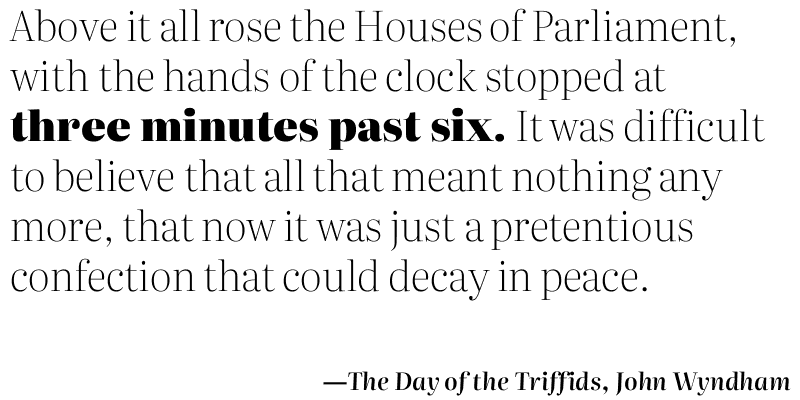 Above it all rose the Houses of Parliament,
with the hands of the clock stopped at
three minutes past six. It was difficult
to believe that all that meant nothing any
more, that now it was just a pretentious
confection that could decay in peace.
—The Day of the Triffids, John Wyndham